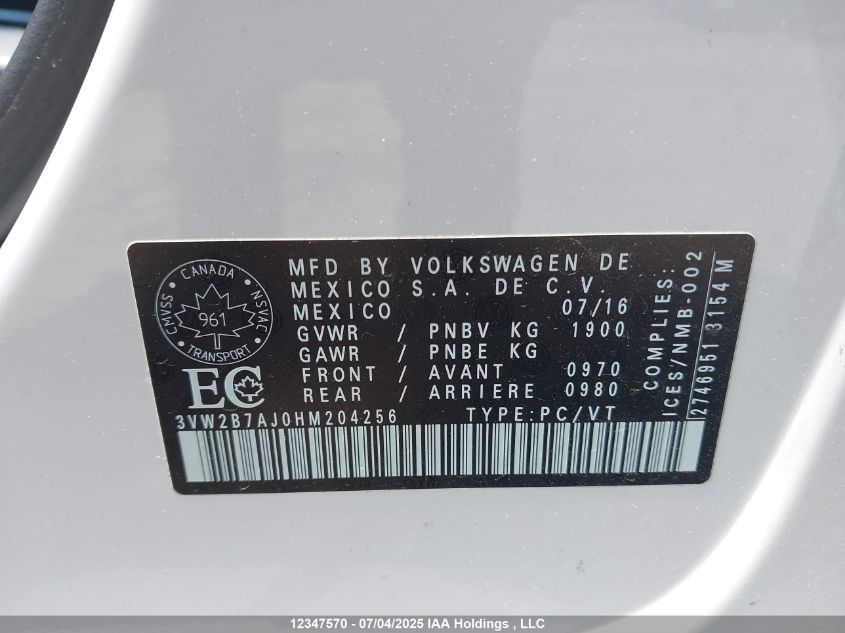 CANADA
CMVSS
NSVAC
961
TRANSPORT
EC
MFD BY VOLKSWAGEN DE
MEXICO S.A. DE C.V.
MEXICO 07/16
GVWR / PNBV KG 1900
GAWR / PNBE KG
FRONT / AVANT 0970
REAR / ARRIERE 0980
3VW2B7AJ0HM204256 TYPE:PC/VT
COMPLIES:
ICES/NMB-002
2746951 3154 M
12347570 - 07/04/2025 IAA Holdings , LLC